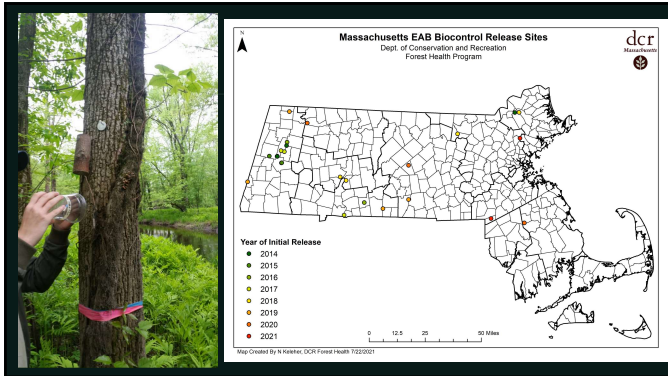 Massachusetts EAB Biocontrol Release Sites
Dept. of Conservation and Recreation
Forest Health Program
N
dcr
Massachusetts
Year of Initial Release
2014
2015
2016
2017
2018
2019
2020
2021
0 12.5 25 50 Miles
Map Created By N Keleher, DCR Forest Health 7/22/2021